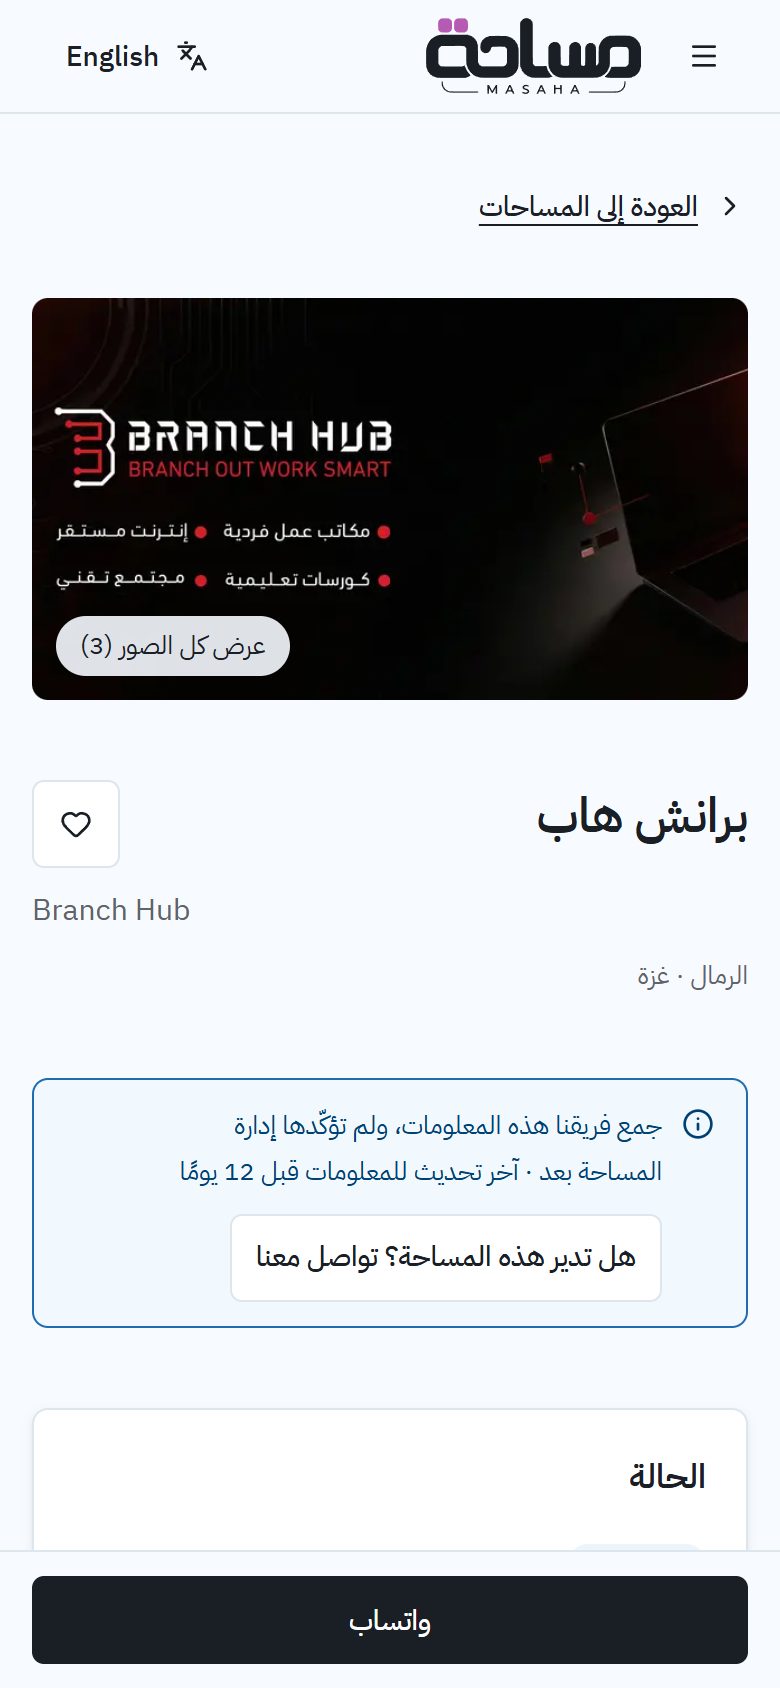 مساحة
MASAHA
English
العودة إلى المساحات
BRANCH HUB
BRANCH OUT WORK SMART
مكاتب عمل فردية
إنترنت مستقر
كورسات تعليمية
مجتمع تقني
عرض كل الصور (3)
برانش هاب
Branch Hub
الرمال · غزة
جمع فريقنا هذه المعلومات، ولم تؤكّدها إدارة
المساحة بعد · آخر تحديث للمعلومات قبل 12 يومًا
هل تدير هذه المساحة؟ تواصل معنا
الحالة
واتساب